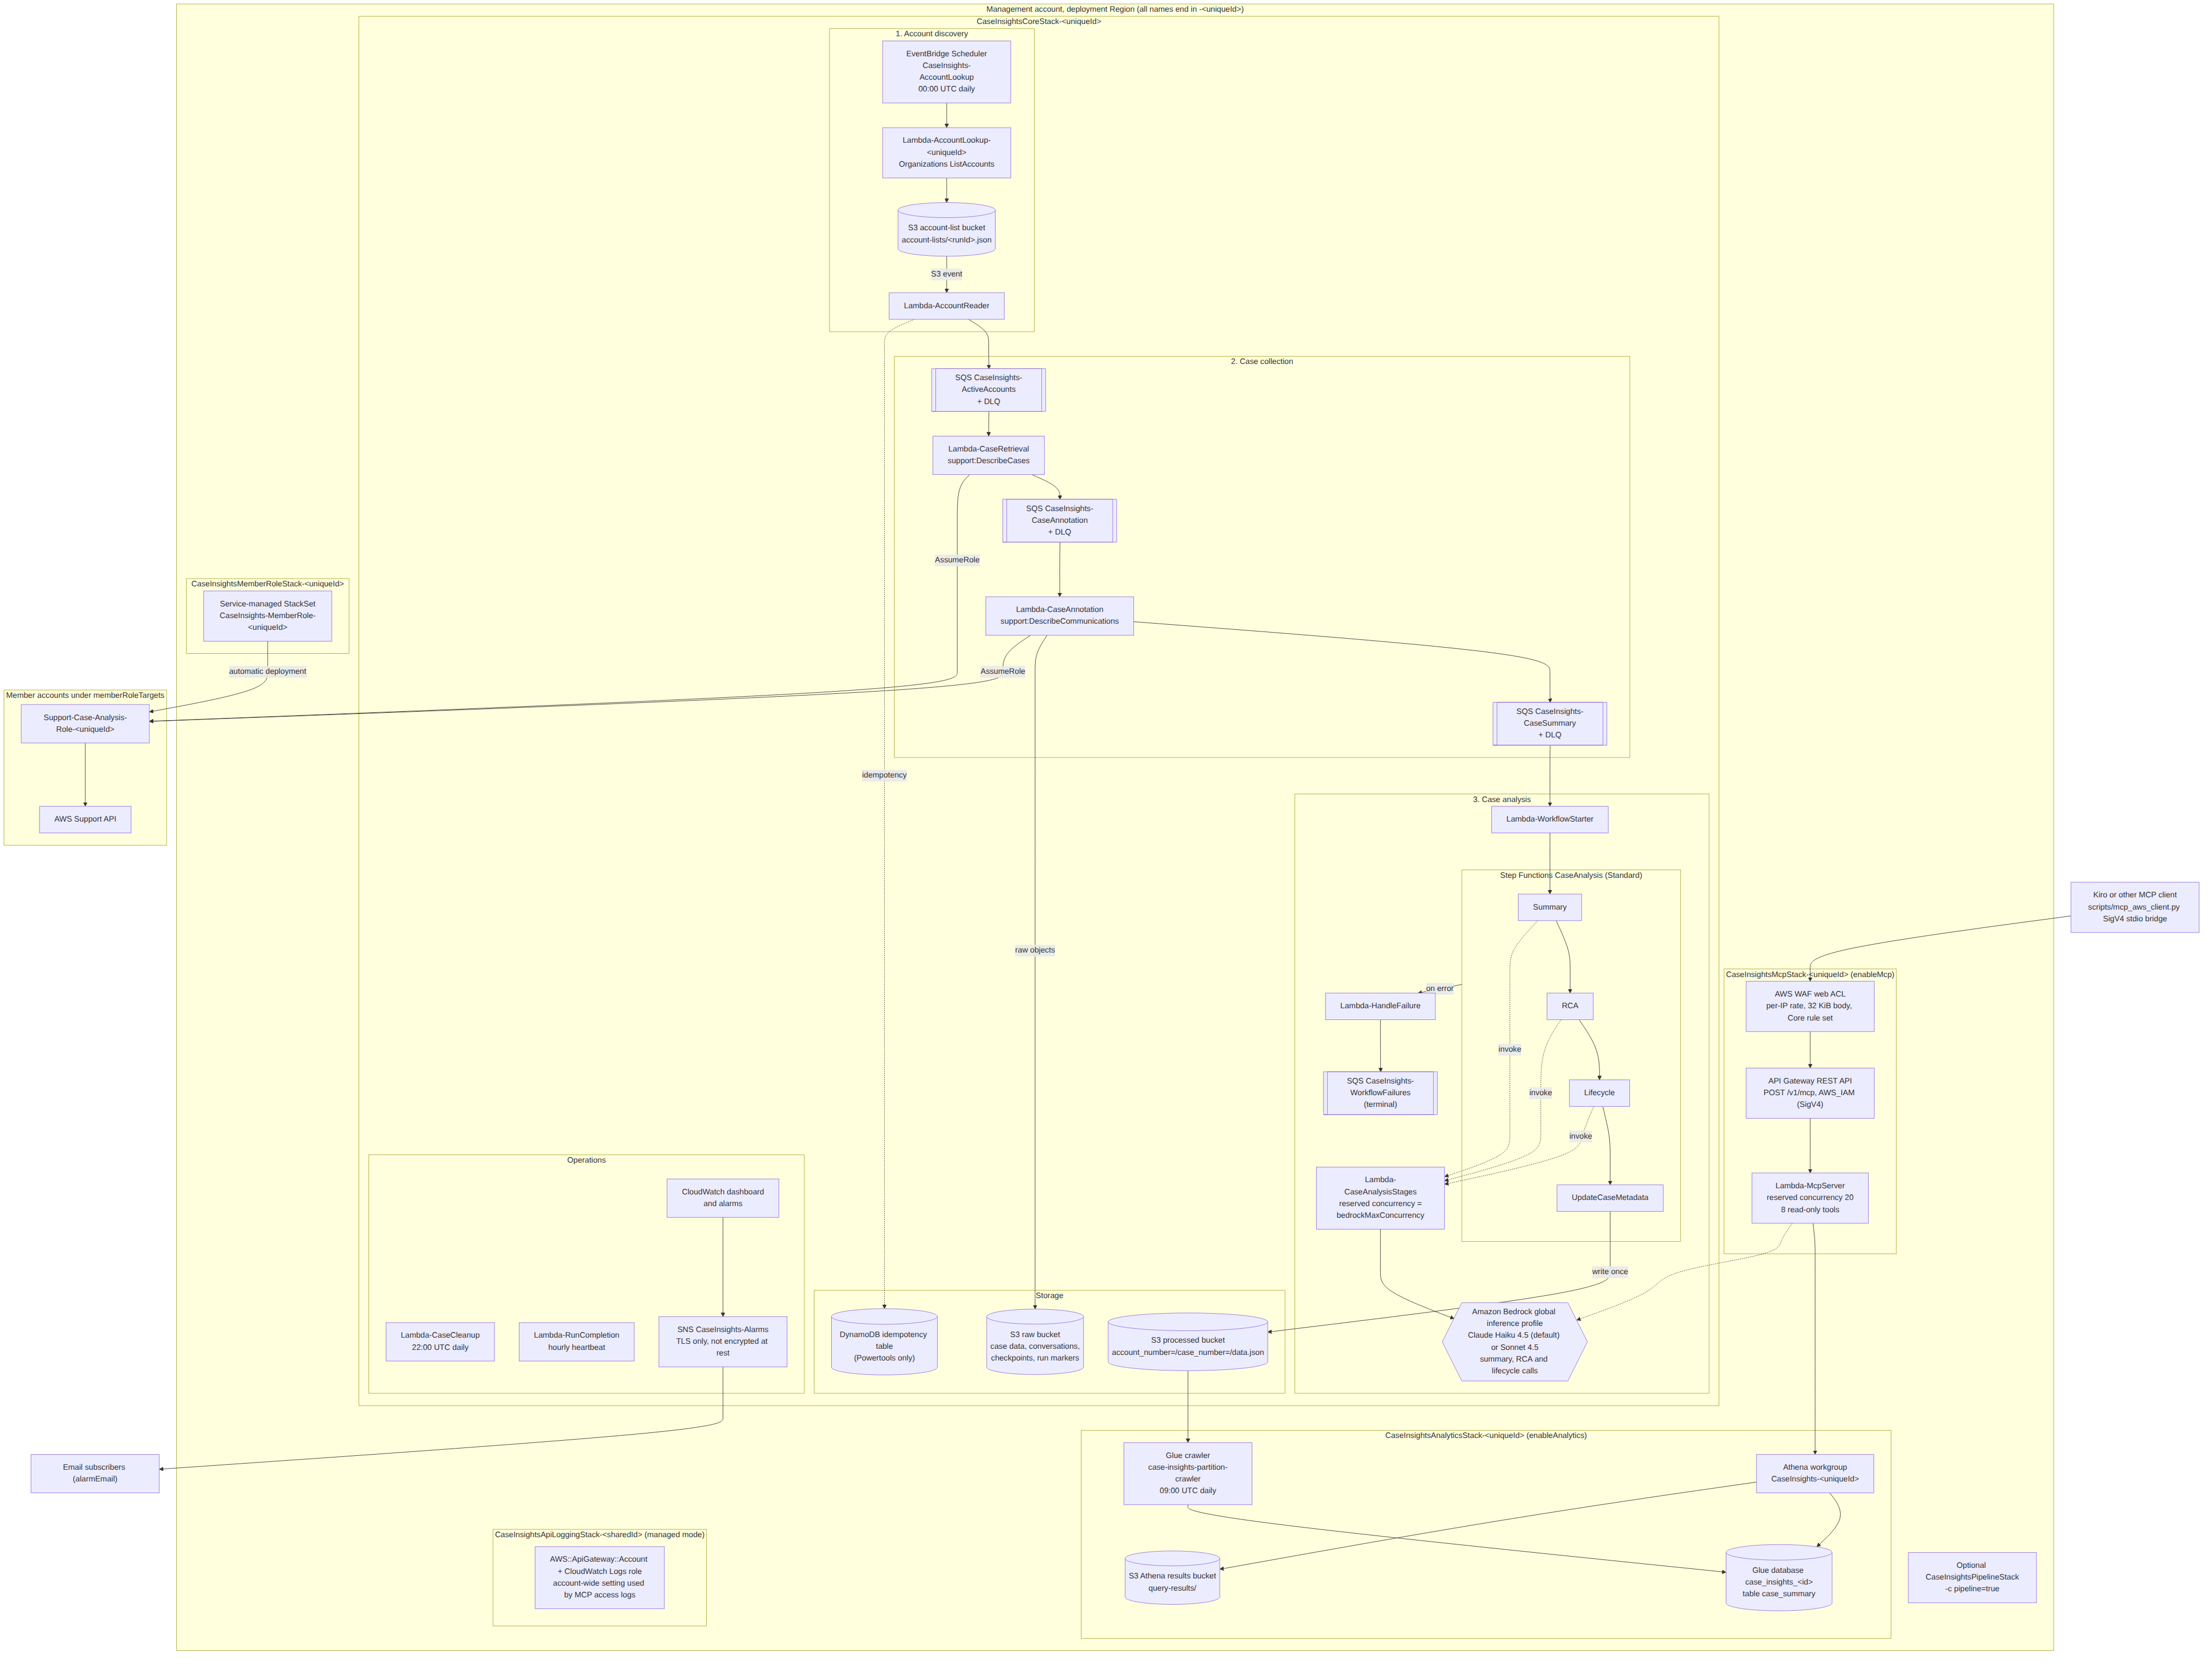 Management account, deployment Region (all names end in -<uniqueId>)
CaseInsightsCoreStack-<uniqueId>
1. Account discovery
EventBridge Scheduler
CaseInsights-
AccountLookup
00:00 UTC daily
Lambda-AccountLookup-
<uniqueId>
Organizations ListAccounts
S3 account-list bucket
account-lists/<runId>.json
S3 event
Lambda-AccountReader
2. Case collection
SQS CaseInsights-
ActiveAccounts
+ DLQ
Lambda-CaseRetrieval
support:DescribeCases
SQS CaseInsights-
CaseAnnotation
+ DLQ
AssumeRole
Lambda-CaseAnnotation
support:DescribeCommunications
AssumeRole
SQS CaseInsights-
CaseSummary
+ DLQ
CaseInsightsMemberRoleStack-<uniqueId>
Service-managed StackSet
CaseInsights-MemberRole-
<uniqueId>
automatic deployment
Member accounts under memberRoleTargets
Support-Case-Analysis-
Role-<uniqueId>
AWS Support API
idempotency
raw objects
3. Case analysis
Lambda-WorkflowStarter
Step Functions CaseAnalysis (Standard)
Summary
on error
Lambda-HandleFailure
RCA
invoke
invoke
SQS CaseInsights-
WorkflowFailures
(terminal)
Lifecycle
invoke
Lambda-
CaseAnalysisStages
reserved concurrency =
bedrockMaxConcurrency
UpdateCaseMetadata
write once
Amazon Bedrock global
inference profile
Claude Haiku 4.5 (default)
or Sonnet 4.5
summary, RCA and
lifecycle calls
Kiro or other MCP client
scripts/mcp_aws_client.py
SigV4 stdio bridge
CaseInsightsMcpStack-<uniqueId> (enableMcp)
AWS WAF web ACL
per-IP rate, 32 KiB body,
Core rule set
API Gateway REST API
POST /v1/mcp, AWS_IAM
(SigV4)
Lambda-McpServer
reserved concurrency 20
8 read-only tools
Operations
CloudWatch dashboard
and alarms
Lambda-CaseCleanup
22:00 UTC daily
Lambda-RunCompletion
hourly heartbeat
SNS CaseInsights-Alarms
TLS only, not encrypted at
rest
Storage
DynamoDB idempotency
table
(Powertools only)
S3 raw bucket
case data, conversations,
checkpoints, run markers
S3 processed bucket
account_number=/case_number=/data.json
Email subscribers
(alarmEmail)
CaseInsightsAnalyticsStack-<uniqueId> (enableAnalytics)
Glue crawler
case-insights-partition-
crawler
09:00 UTC daily
Athena workgroup
CaseInsights-<uniqueId>
S3 Athena results bucket
query-results/
Glue database
case_insights_<id>
table case_summary
CaseInsightsApiLoggingStack-<sharedId> (managed mode)
AWS::ApiGateway::Account
+ CloudWatch Logs role
account-wide setting used
by MCP access logs
Optional
CaseInsightsPipelineStack
-c pipeline=true